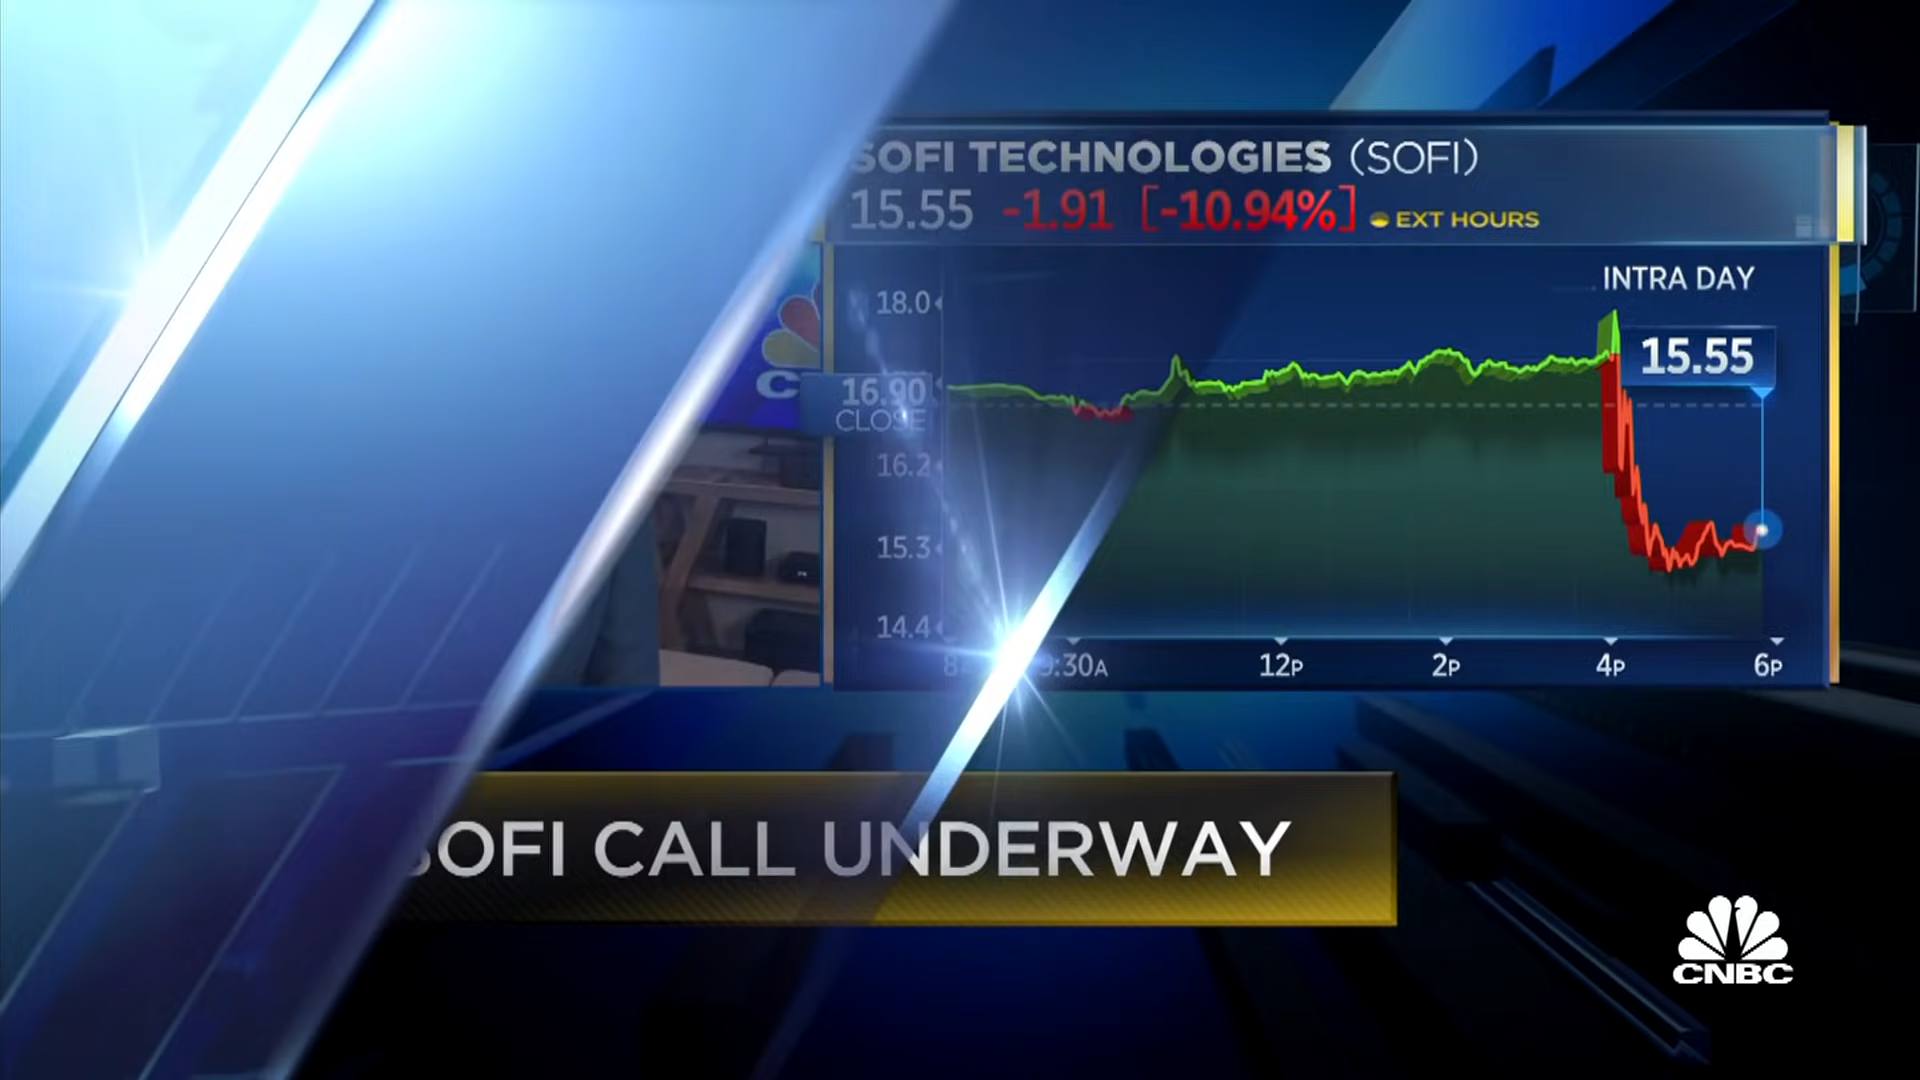 SOFI TECHNOLOGIES (SOFI)
15.55 -1.91 [-10.94%] EXT HOURS
INTRA DAY
18.0
15.55
16.90
CLOSE
16.2
15.3
14.4
9:30A 12P 2P 4P 6P
SOFI CALL UNDERWAY
CNBC